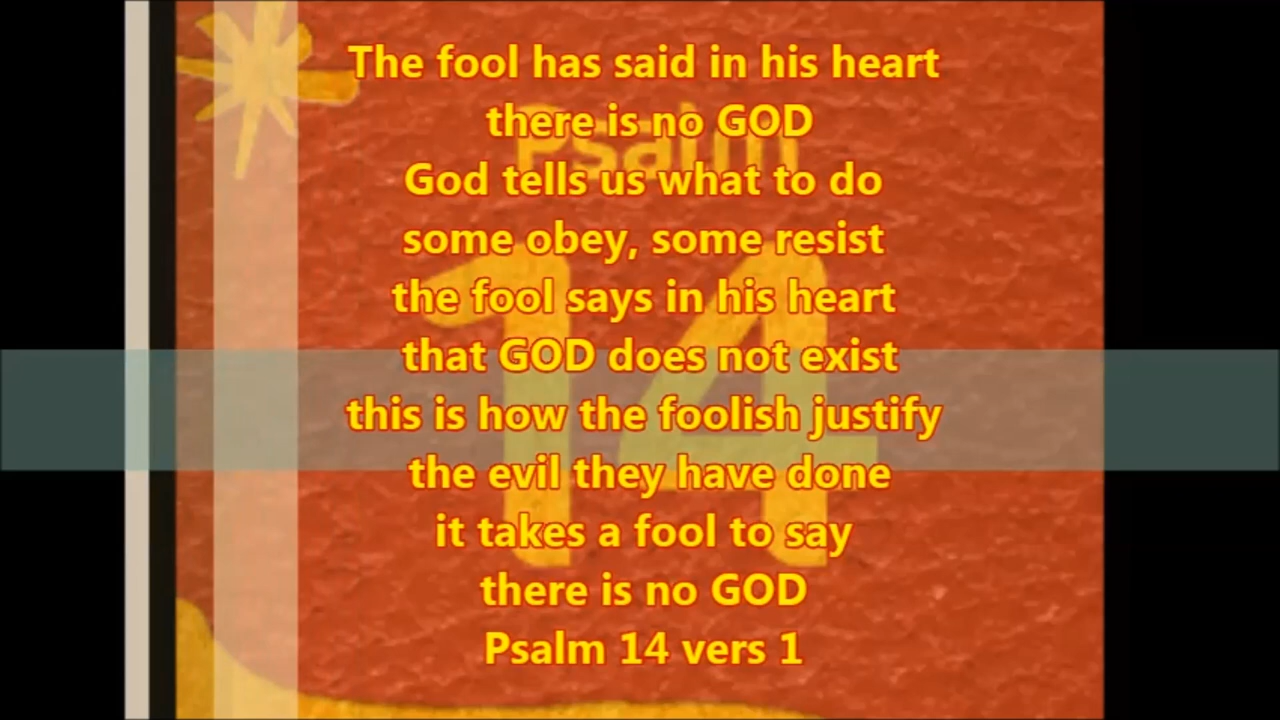 The fool has said in his heart
there is no GOD
Psalm
God tells us what to do
some obey, some resist
14
the fool says in his heart
that GOD does not exist
this is how the foolish justify
the evil they have done
it takes a fool to say
there is no GOD
Psalm 14 vers 1